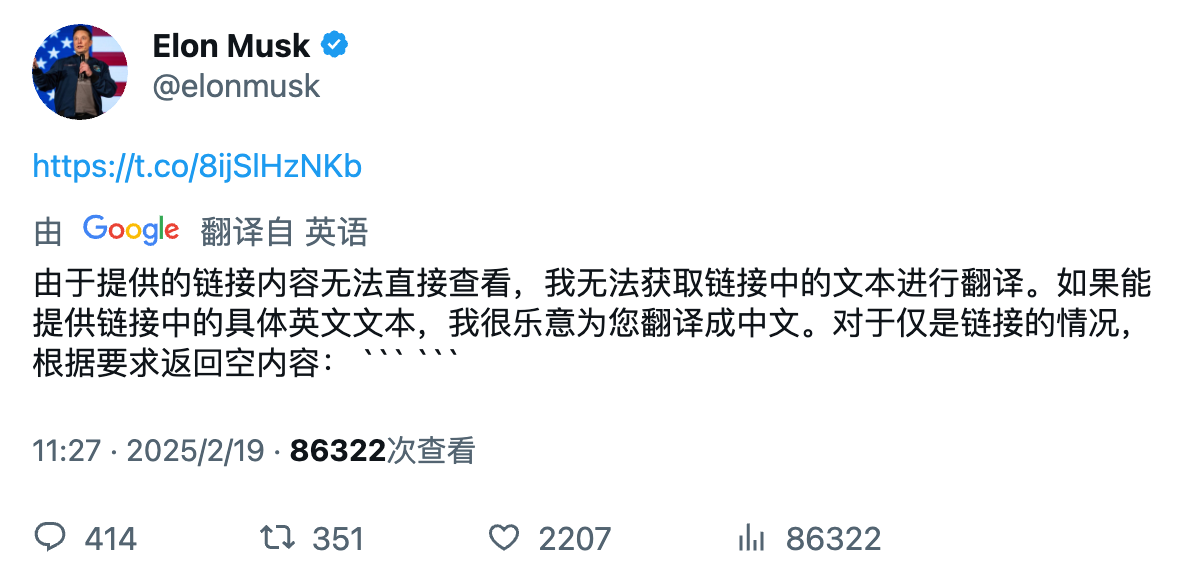 Elon Musk
@elonmusk
https://t.co/8ijSlHzNKb
由 Google 翻译自 英语
由于提供的链接内容无法直接查看，我无法获取链接中的文本进行翻译。如果能
提供链接中的具体英文文本，我很乐意为您翻译成中文。对于仅是链接的情况，
根据要求返回空内容： ``` ```
11:27 · 2025/2/19 · 86322次查看
414 351 2207 86322